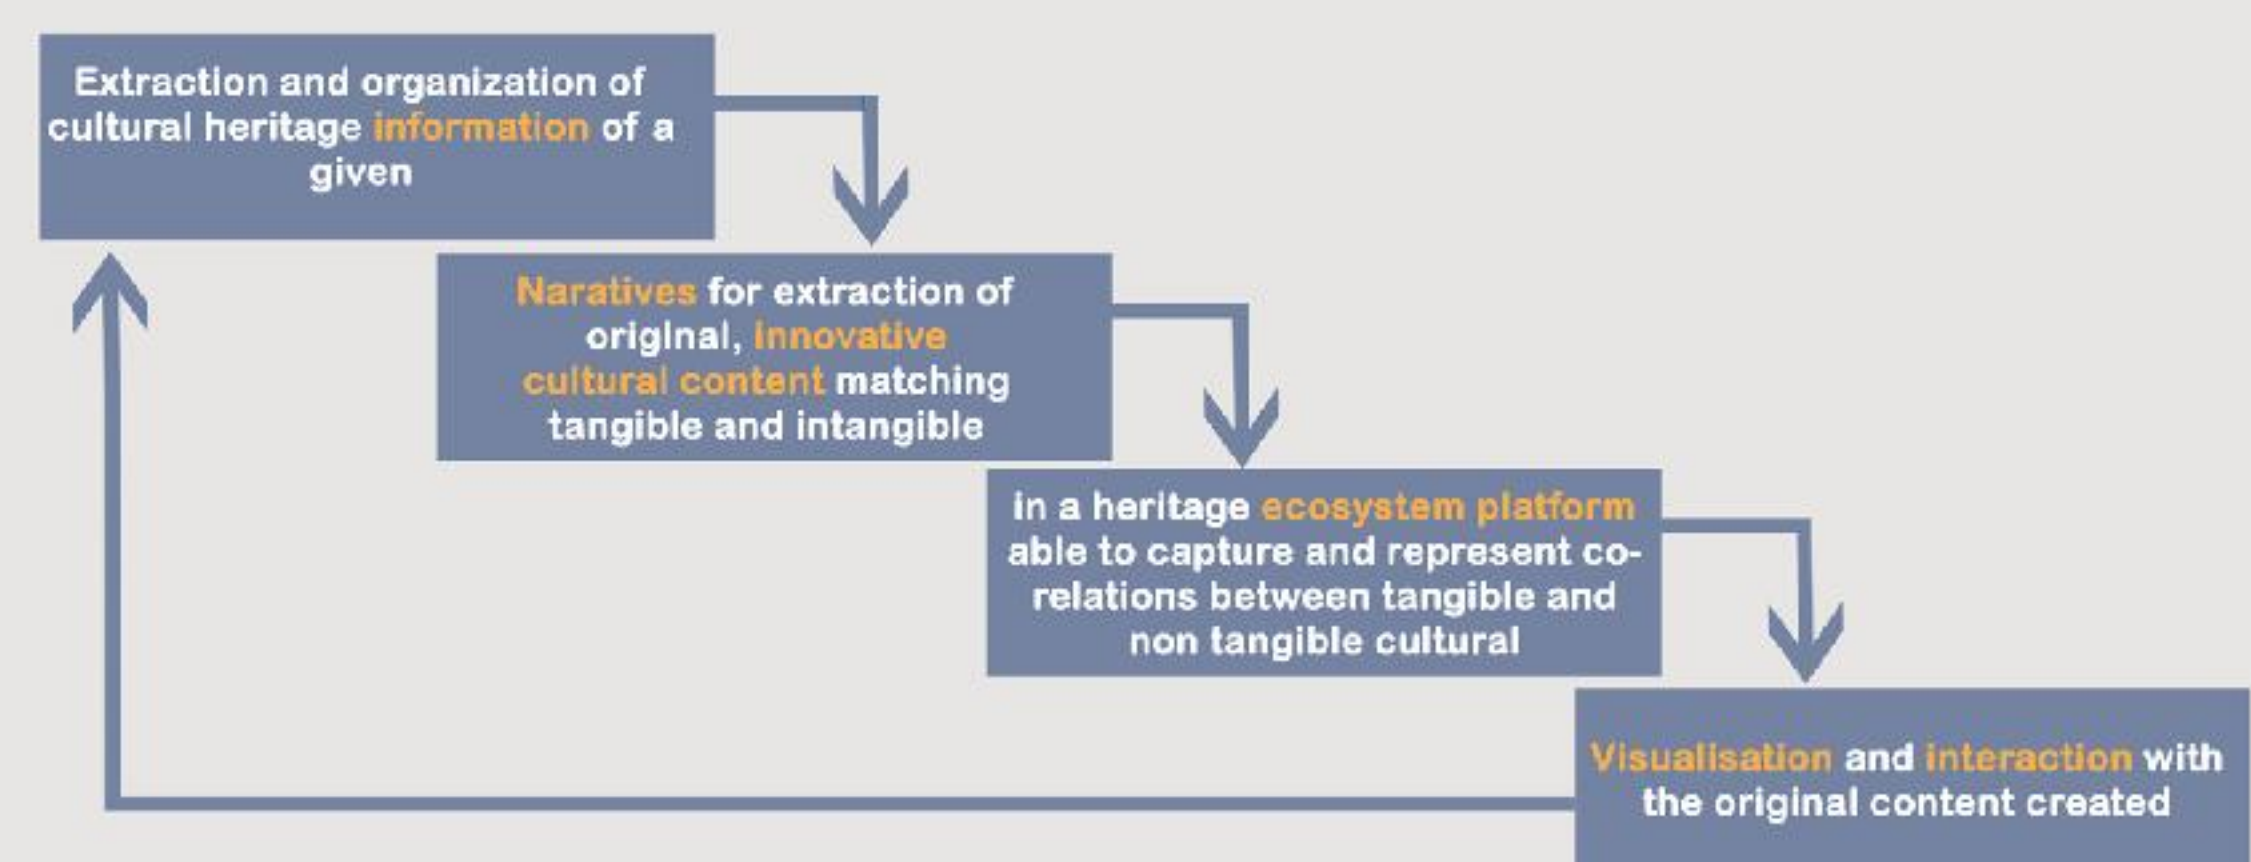 Extraction and organization of
cultural heritage information of a
given
Naratives for extraction of
original, innovative
cultural content matching
tangible and intangible
in a heritage ecosystem platform
able to capture and represent co-
relations between tangible and
non tangible cultural
Visualisation and interaction with
the original content created